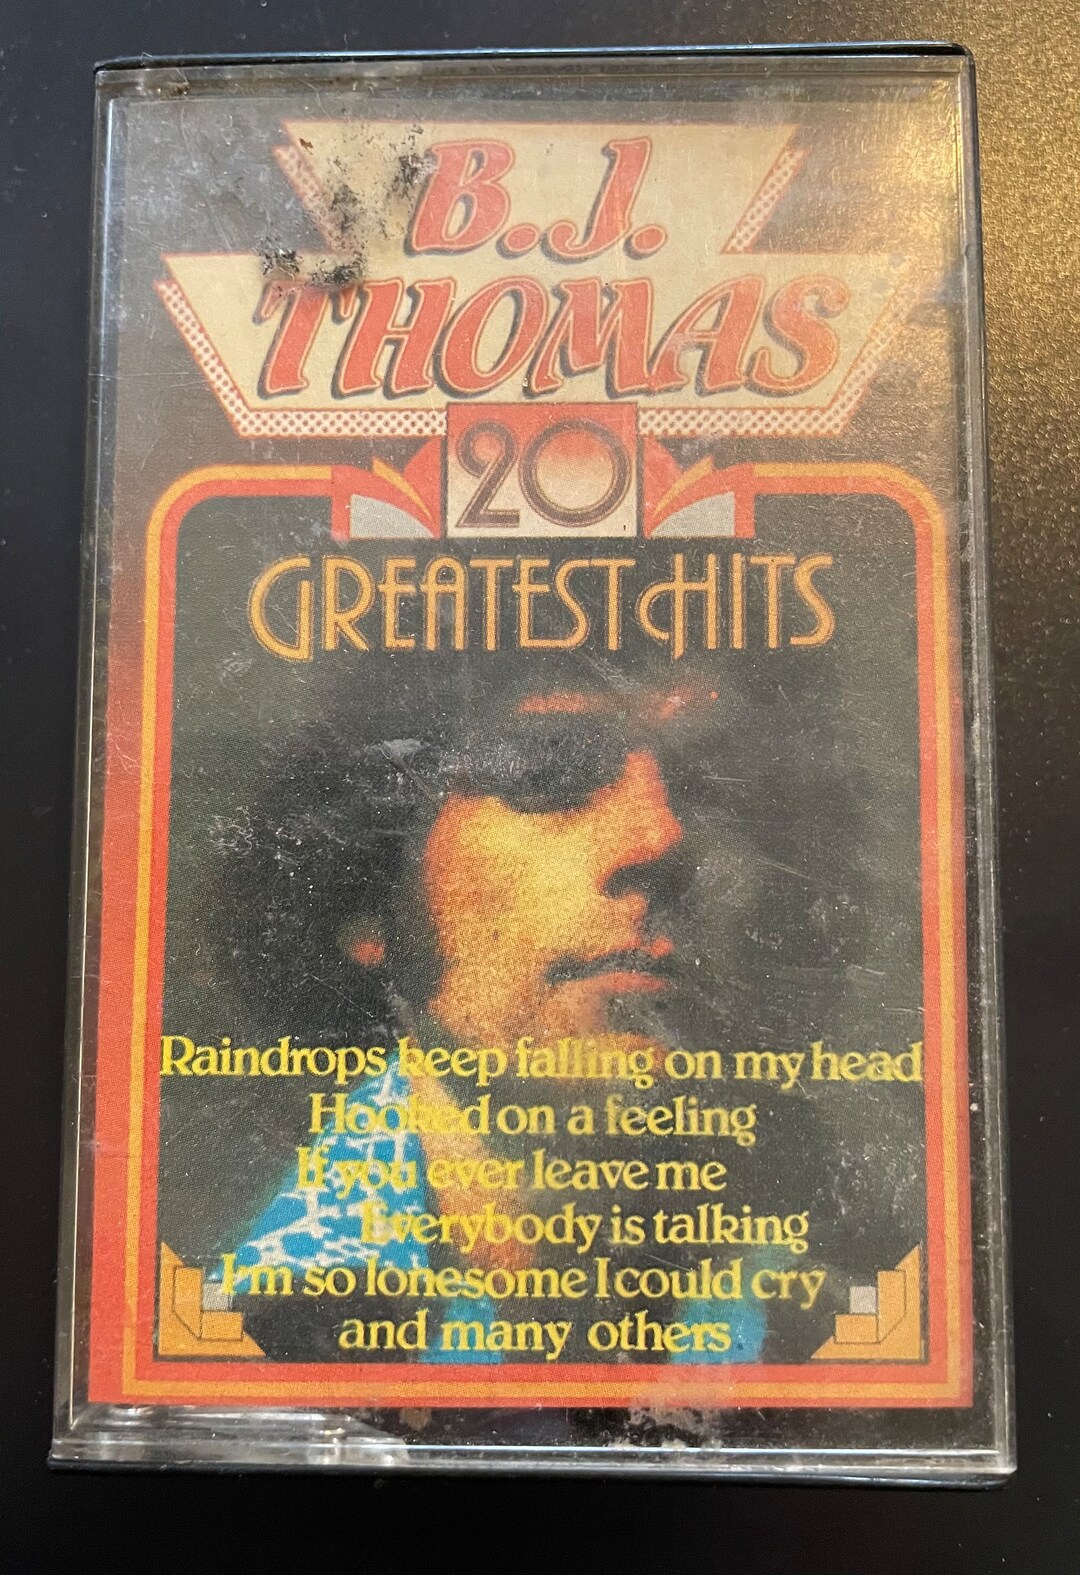 B.J.
THOMAS
20
GREATEST HITS
Raindrops keep falling on my head
Hooked on a feeling
If you ever leave me
Everybody is talking
I'm so lonesome I could cry
and many others